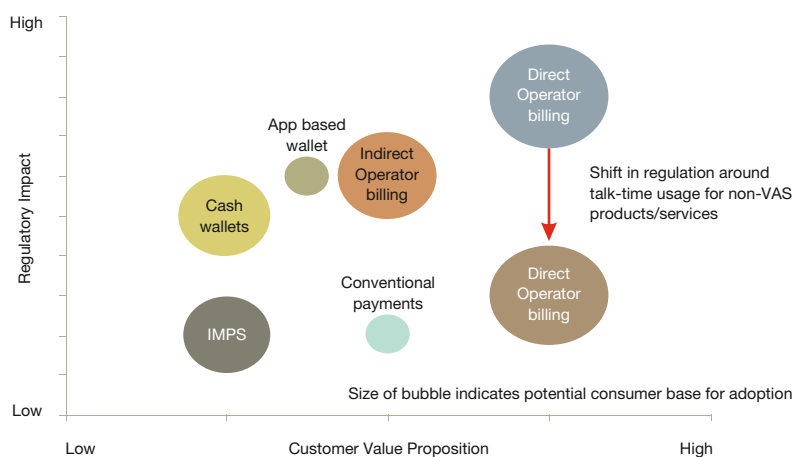 High
Regulatory Impact
Low
Direct
Operator
billing
App based
wallet
Indirect
Operator
billing
Shift in regulation around
talk-time usage for non-VAS
products/services
Cash
wallets
Direct
Operator
billing
Conventional
payments
IMPS
Size of bubble indicates potential consumer base for adoption
Low
Customer Value Proposition
High